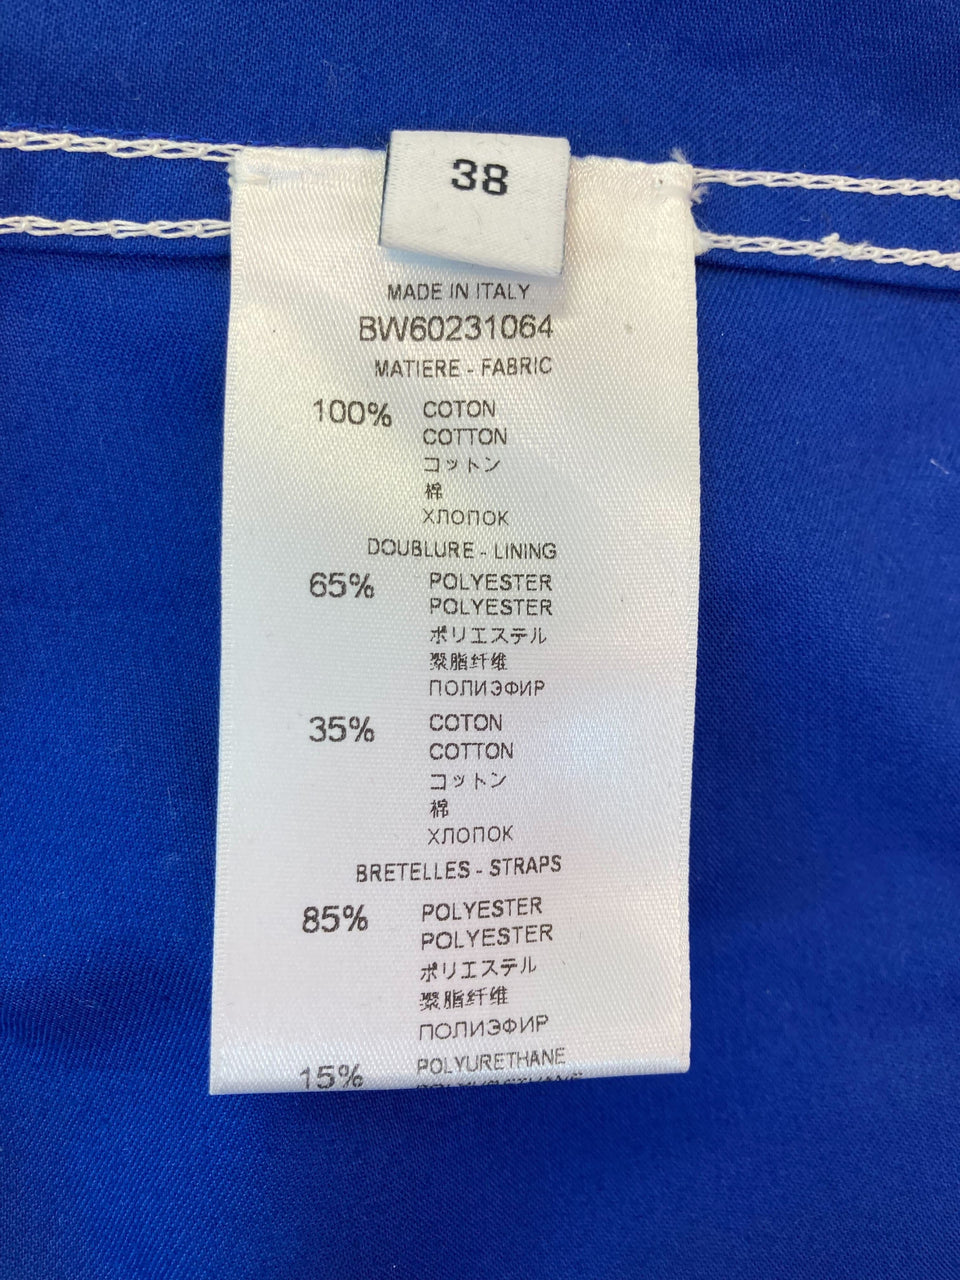 38
MADE IN ITALY
BW60231064
MATIERE - FABRIC
100% COTON
COTTON
コットン
棉
ХЛОПОК
DOUBLURE - LINING
65% POLYESTER
POLYESTER
ポリエステル
聚脂纤维
ПОЛИЭФИР
35% COTON
COTTON
コットン
棉
ХЛОПОК
BRETELLES - STRAPS
85% POLYESTER
POLYESTER
ポリエステル
聚脂纤维
ПОЛИЭФИР
15% POLYURETHANE